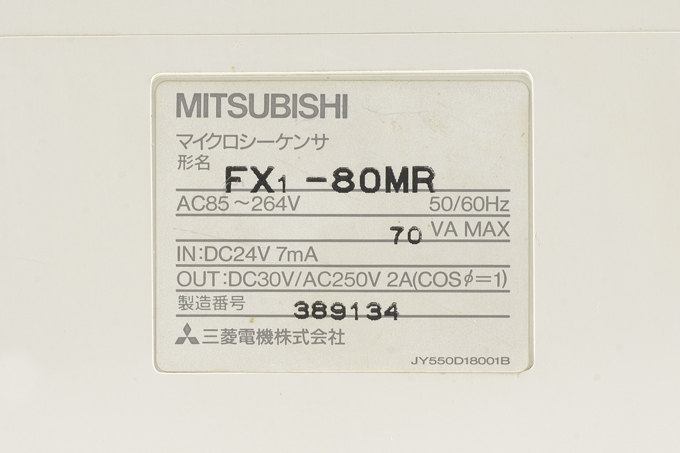 MITSUBISHI
マイクロシーケンサ
形名 FX1 -80MR
AC85~264V 50/60Hz
70 VA MAX
IN:DC24V 7mA
OUT:DC30V/AC250V 2A(COSφ=1)
製造番号 389134
三菱電機株式会社
JY550D18001B